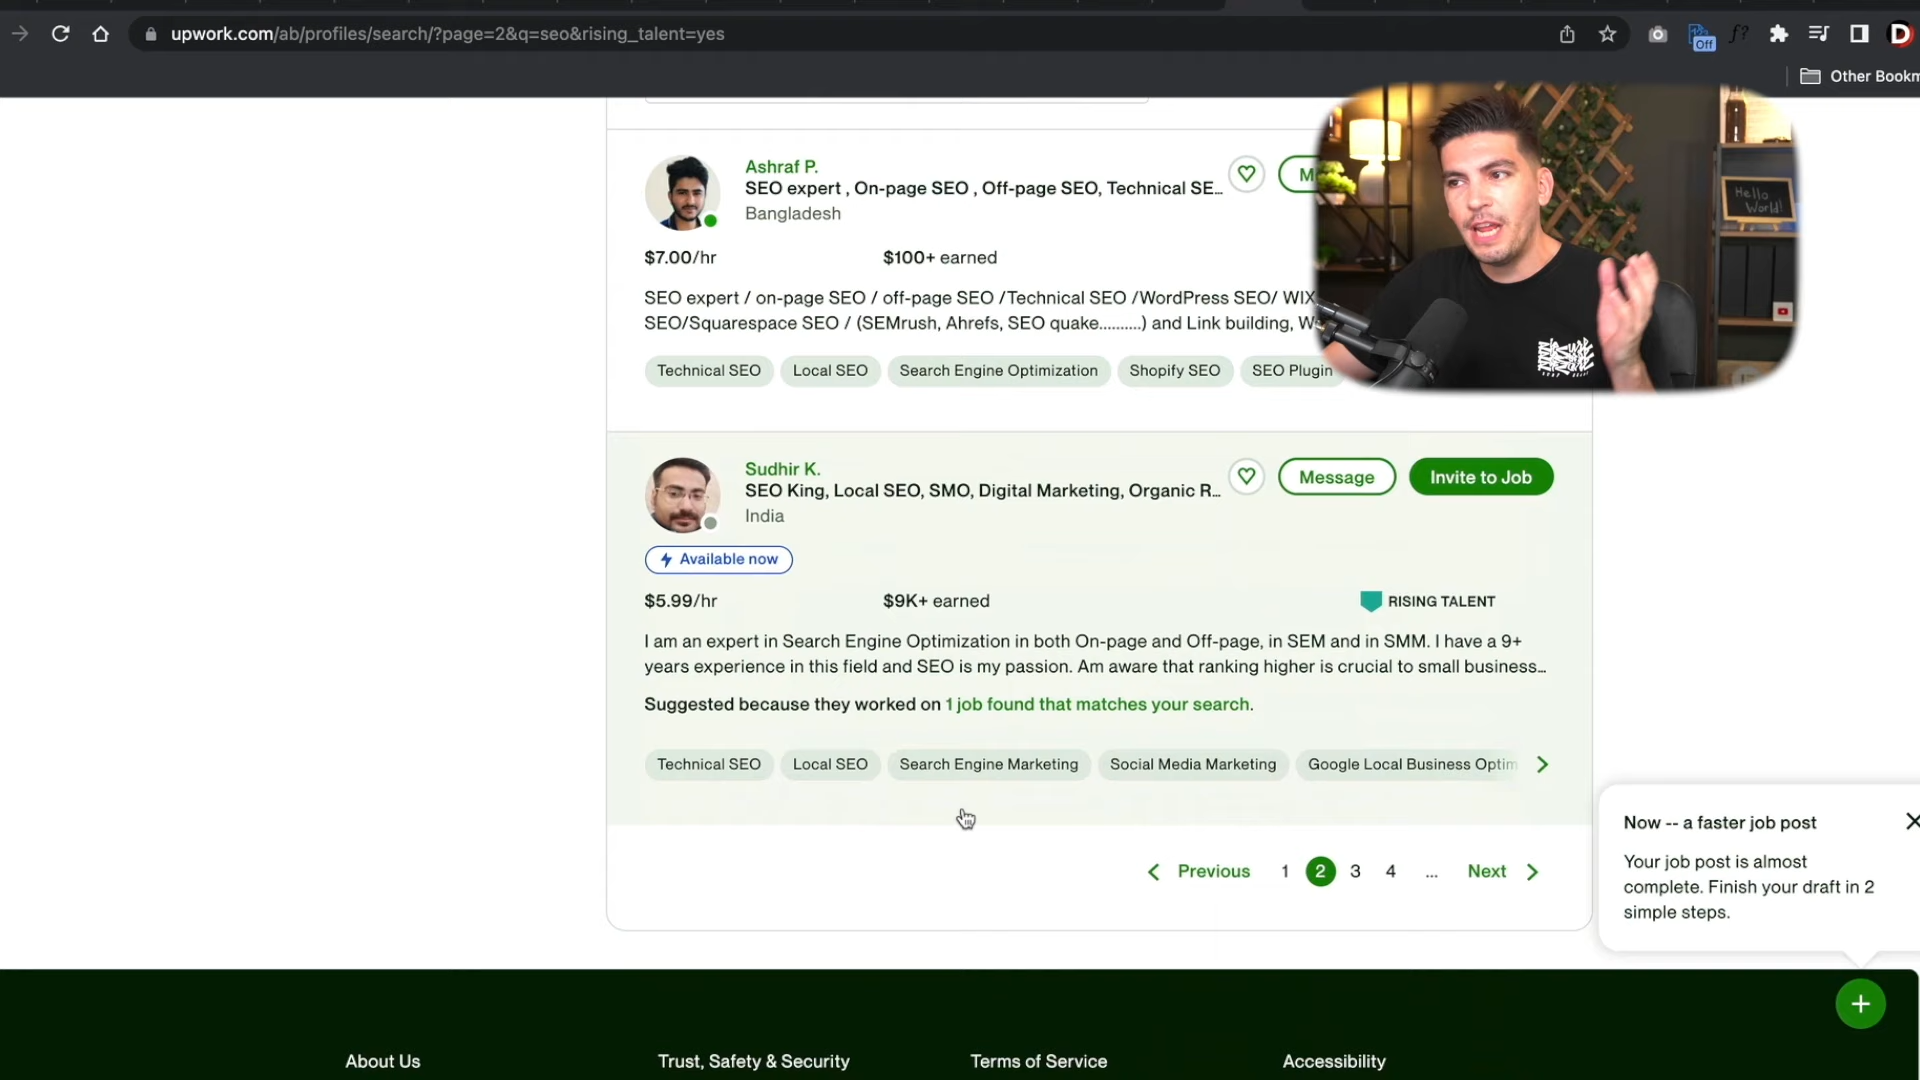 upwork.com/ab/profiles/search/?page=2&q=seo&rising_talent=yes
Off
f?
D
Other Bookm
Ashraf P.
SEO expert , On-page SEO , Off-page SEO, Technical SE...
M
Bangladesh
$7.00/hr
$100+ earned
SEO expert / on-page SEO / off-page SEO /Technical SEO /WordPress SEO/ WIX
SEO/Squarespace SEO / (SEMrush, Ahrefs, SEO quake..........) and Link building, W
Technical SEO
Local SEO
Search Engine Optimization
Shopify SEO
SEO Plugin
Hello
World!
Sudhir K.
SEO King, Local SEO, SMO, Digital Marketing, Organic R...
Message
Invite to Job
India
Available now
$5.99/hr
$9K+ earned
RISING TALENT
I am an expert in Search Engine Optimization in both On-page and Off-page, in SEM and in SMM. I have a 9+
years experience in this field and SEO is my passion. Am aware that ranking higher is crucial to small business...
Suggested because they worked on 1 job found that matches your search.
Technical SEO
Local SEO
Search Engine Marketing
Social Media Marketing
Google Local Business Optim
Previous 1 2 3 4 ... Next
Now -- a faster job post
Your job post is almost
complete. Finish your draft in 2
simple steps.
About Us
Trust, Safety & Security
Terms of Service
Accessibility